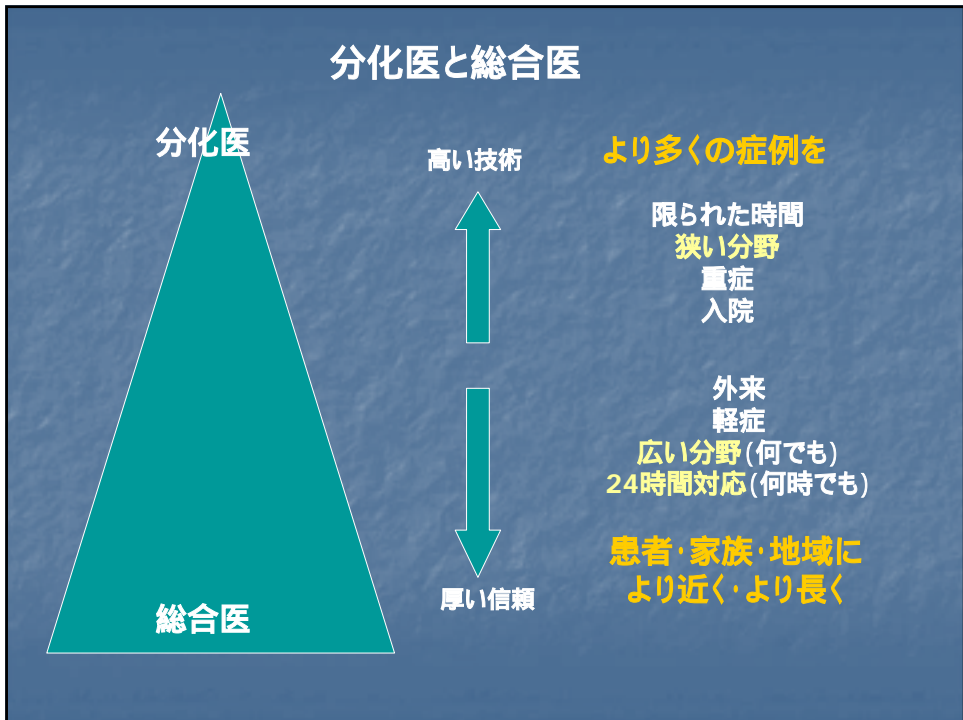 分化医と総合医
分化医
高い技術
より多くの症例を
限られた時間
狭い分野
重症
入院
外来
軽症
広い分野(何でも)
24時間対応(何時でも)
患者・家族・地域に
より近く・より長く
厚い信頼
総合医